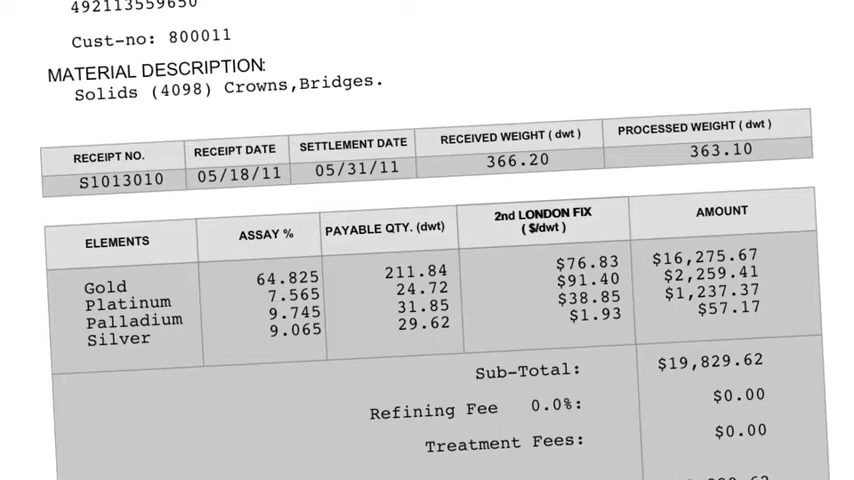 492113559650
Cust-no: 800011
MATERIAL DESCRIPTION:
Solids (4098) Crowns,Bridges.
RECEIPT NO. RECEIPT DATE SETTLEMENT DATE RECEIVED WEIGHT ( dwt ) PROCESSED WEIGHT ( dwt )
S1013010 05/18/11 05/31/11 366.20 363.10
ELEMENTS ASSAY % PAYABLE QTY. (dwt) 2nd LONDON FIX ( $/dwt ) AMOUNT
Gold 64.825 211.84 $76.83 $16,275.67
Platinum 7.565 24.72 $91.40 $2,259.41
Palladium 9.745 31.85 $38.85 $1,237.37
Silver 9.065 29.62 $1.93 $57.17
Sub-Total: $19,829.62
Refining Fee 0.0%: $0.00
Treatment Fees: $0.00